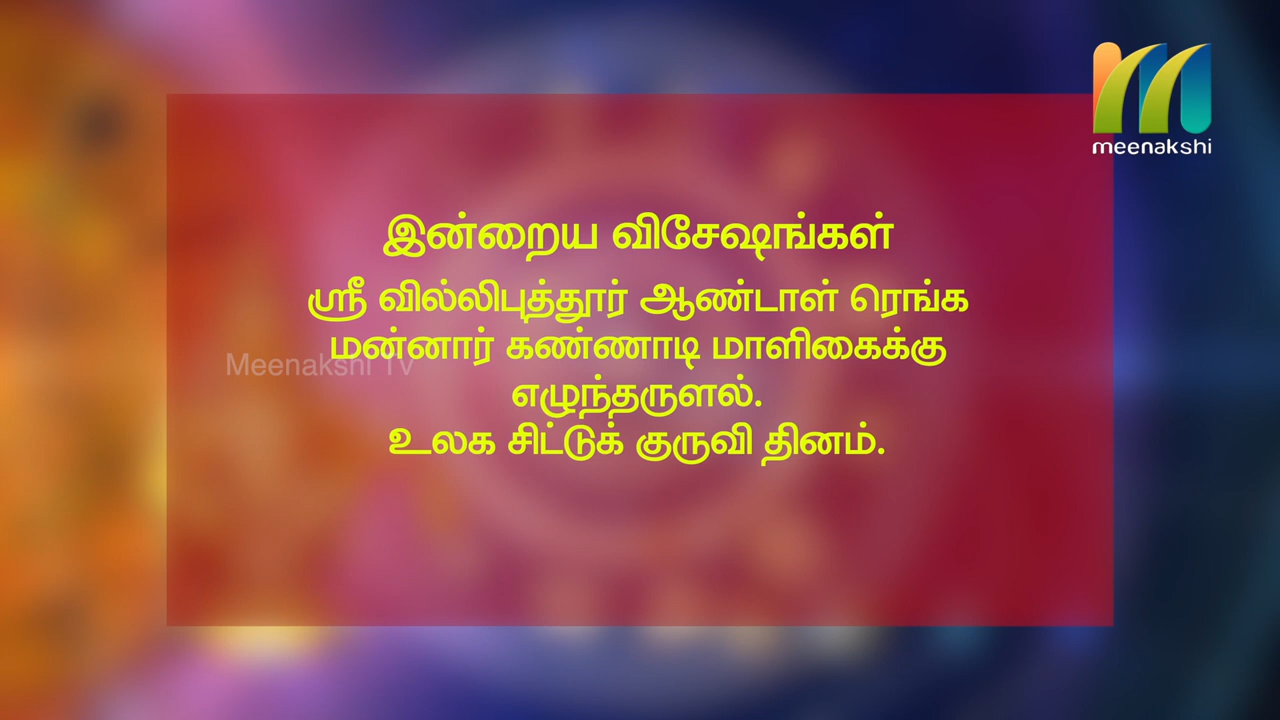 meenakshi
இன்றைய விசேஷங்கள்
ஸ்ரீ வில்லிபுத்தூர் ஆண்டாள் ரெங்க
மன்னார் கண்ணாடி மாளிகைக்கு
Meenakshi TV
எழுந்தருளல்.
உலக சிட்டுக் குருவி தினம்.